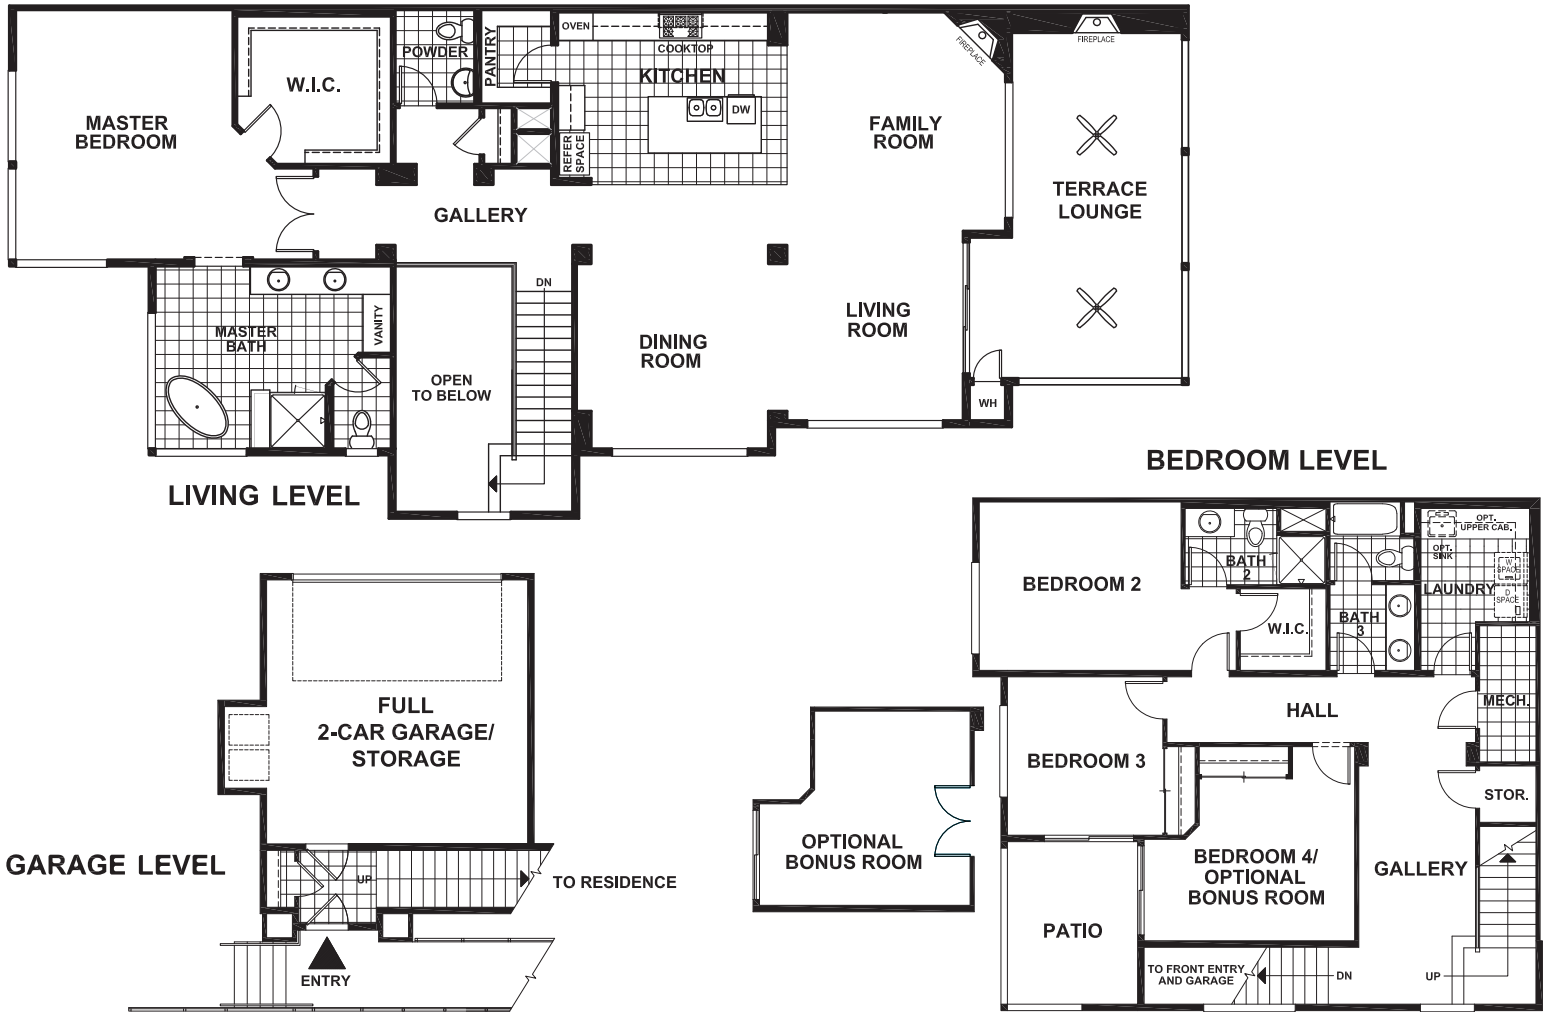 OVEN
COOKTOP
KITCHEN
POWDER
PANTRY
W.I.C.
MASTER
BEDROOM
DW
REFER
SPACE
FAMILY
ROOM
FIREPLACE
FIREPLACE
TERRACE
LOUNGE
GALLERY
DN
VANITY
MASTER
BATH
OPEN
TO BELOW
DINING
ROOM
LIVING
ROOM
WH
LIVING LEVEL
BEDROOM LEVEL
BEDROOM 2
BATH
2
W.I.C.
BATH
3
OPT.
UPPER CAB.
OPT.
SINK
W
SPACE
D
SPACE
LAUNDRY
MECH.
HALL
BEDROOM 3
STOR.
BEDROOM 4/
OPTIONAL
BONUS ROOM
GALLERY
PATIO
TO FRONT ENTRY
AND GARAGE
DN
UP
OPTIONAL
BONUS ROOM
FULL
2-CAR GARAGE/
STORAGE
GARAGE LEVEL
UP
TO RESIDENCE
ENTRY